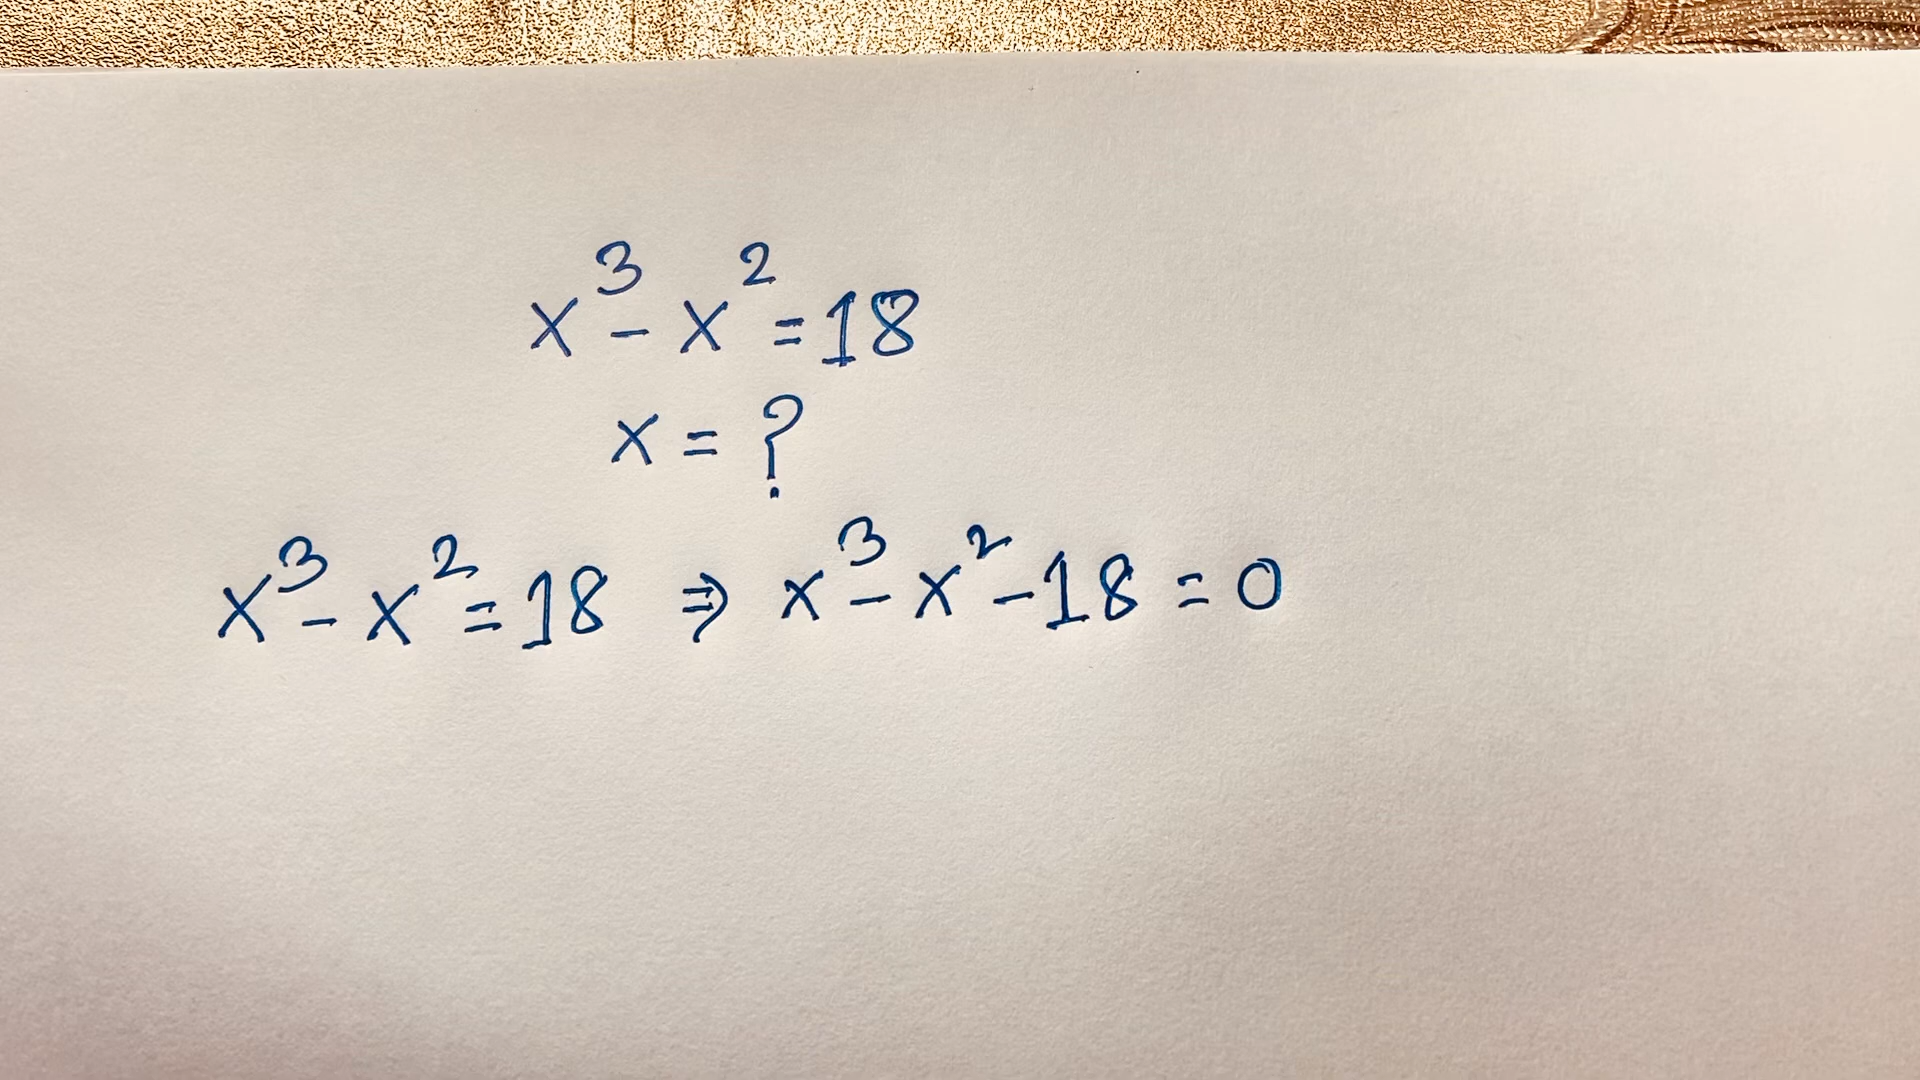 x³ - x² = 18
x = ?
x³ - x² = 18 ⇒ x³ - x² - 18 = 0